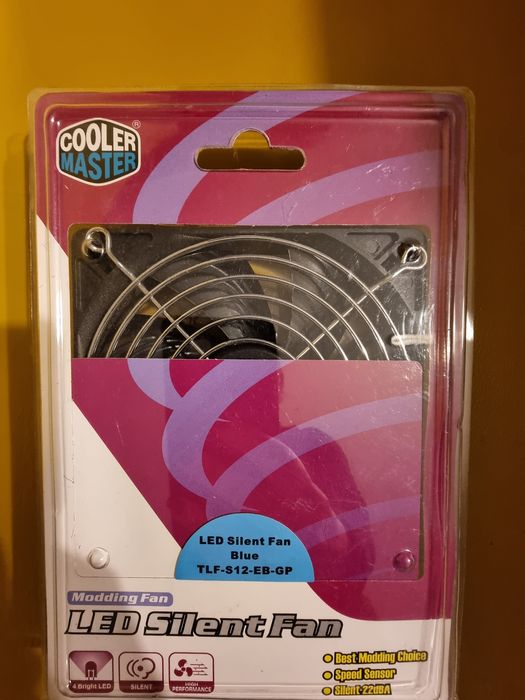 COOLER
MASTER
®
LED Silent Fan
Blue
TLF-S12-EB-GP
Modding Fan
LED Silent Fan
4 Bright LED
SILENT
HIGH
PERFORMANCE
Best Modding Choice
Speed Sensor
Silent 22dBA